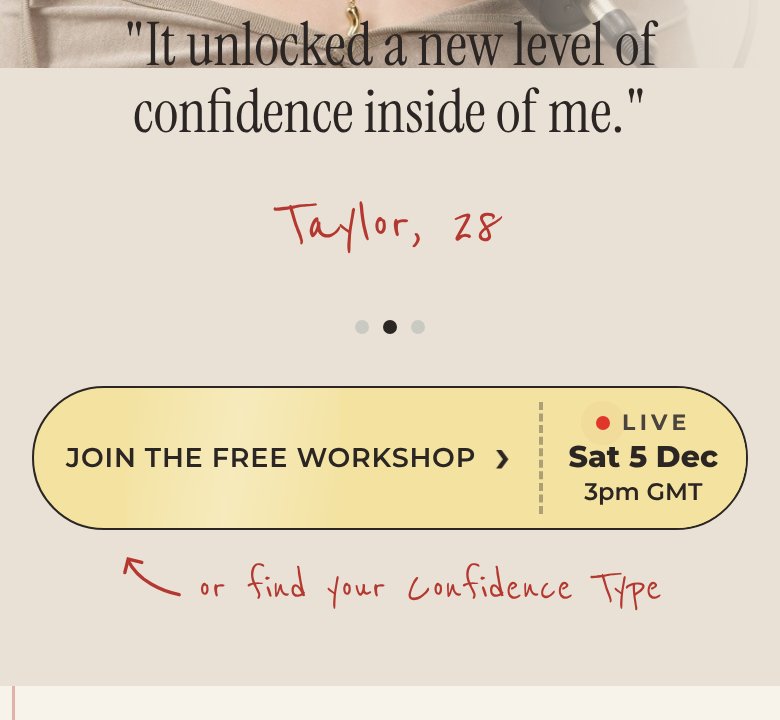 "It unlocked a new level of
confidence inside of me."
Taylor, 28
JOIN THE FREE WORKSHOP ›
LIVE
Sat 5 Dec
3pm GMT
or find your Confidence Type